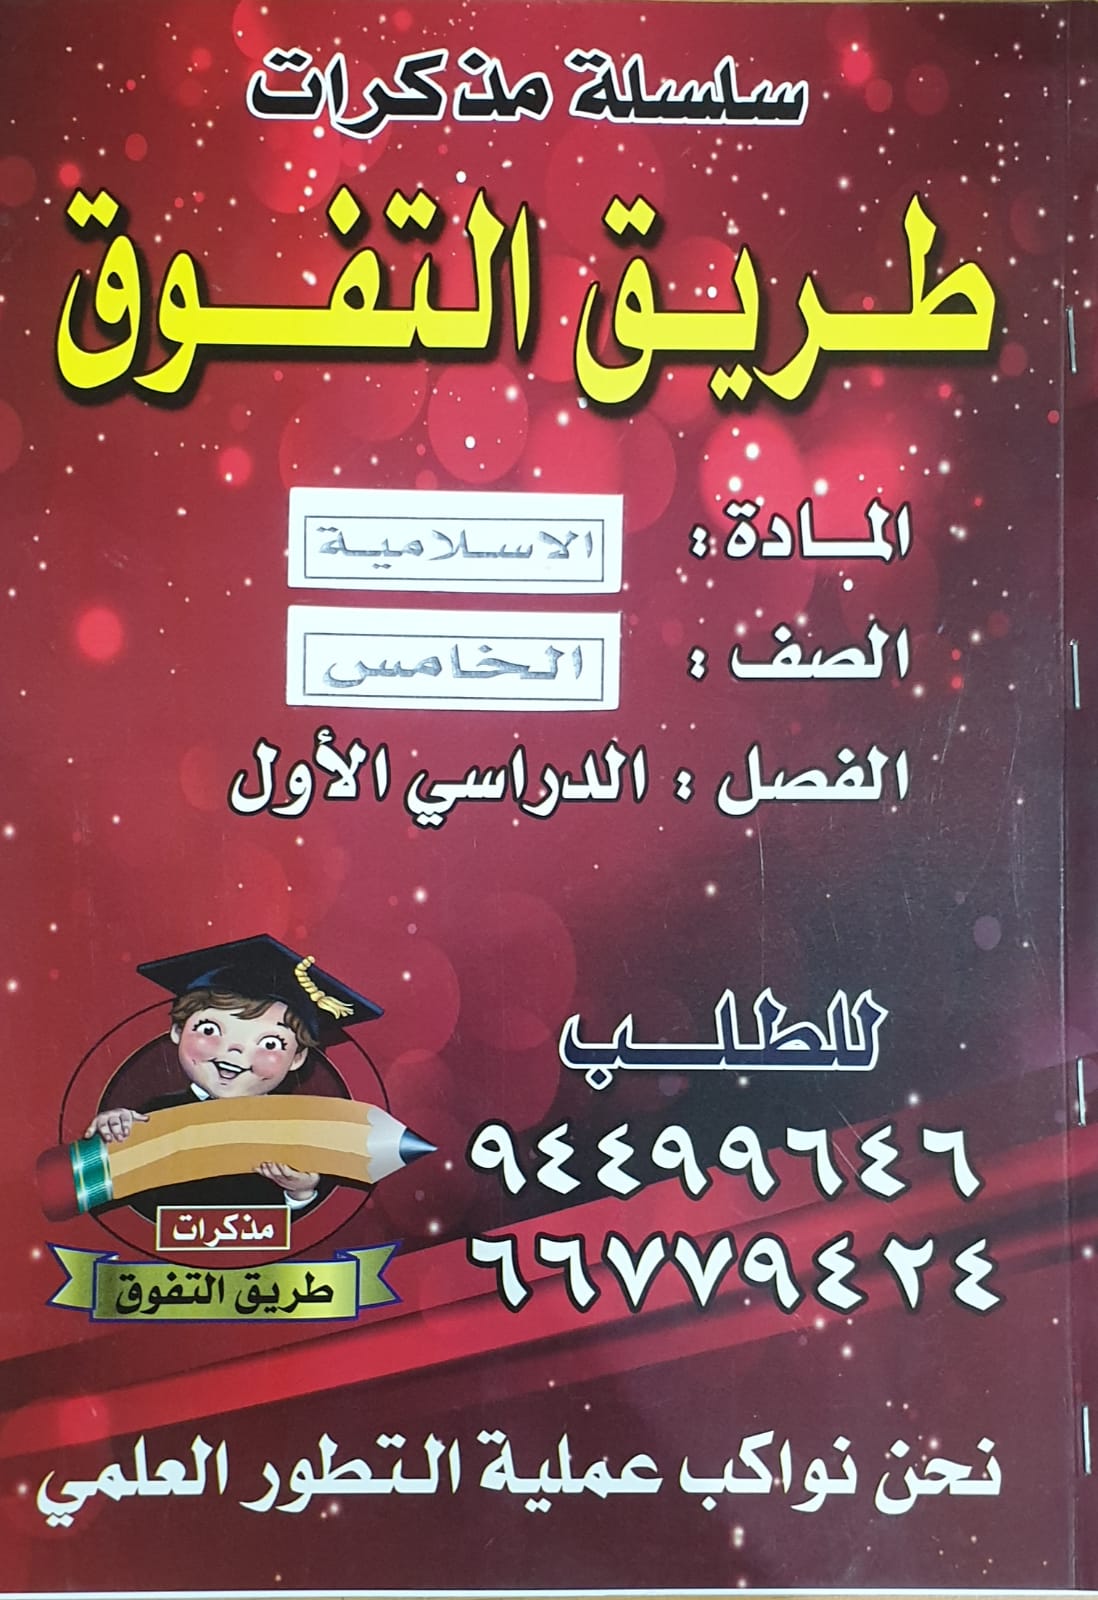 سلسلة مذكرات
طريق التفوق
المادة : الاسلامية
الصف : الخامس
الفصل : الدراسي الأول
للطلب
٩٤٤٩٩٦٤٦
٦٦٧٧٩٤٢٤
مذكرات
طريق التفوق
نحن نواكب عملية التطور العلمي